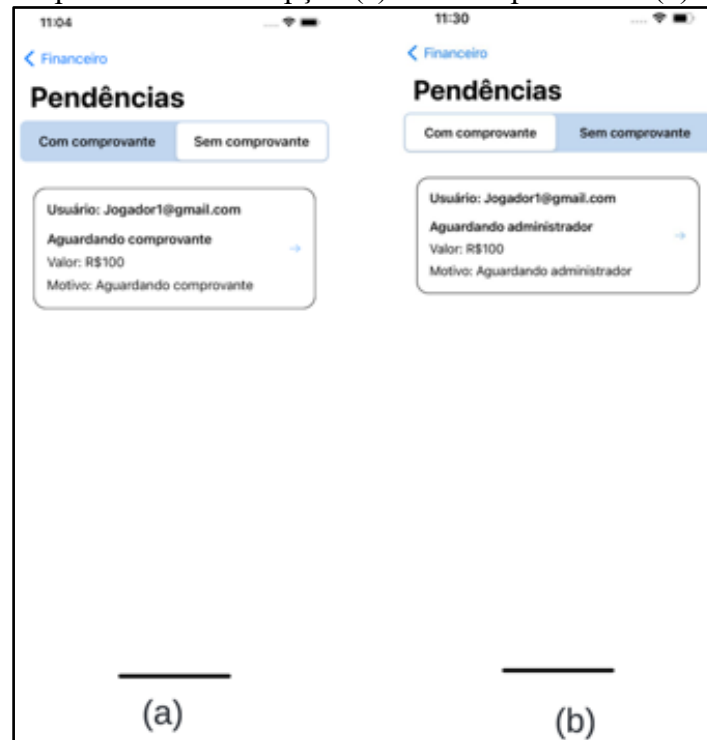 11:04
Financeiro
Pendências
Com comprovante Sem comprovante
Usuário: Jogador1@gmail.com
Aguardando comprovante
Valor: R$100
Motivo: Aguardando comprovante
(a)
11:30
Financeiro
Pendências
Com comprovante Sem comprovante
Usuário: Jogador1@gmail.com
Aguardando administrador
Valor: R$100
Motivo: Aguardando administrador
(b)